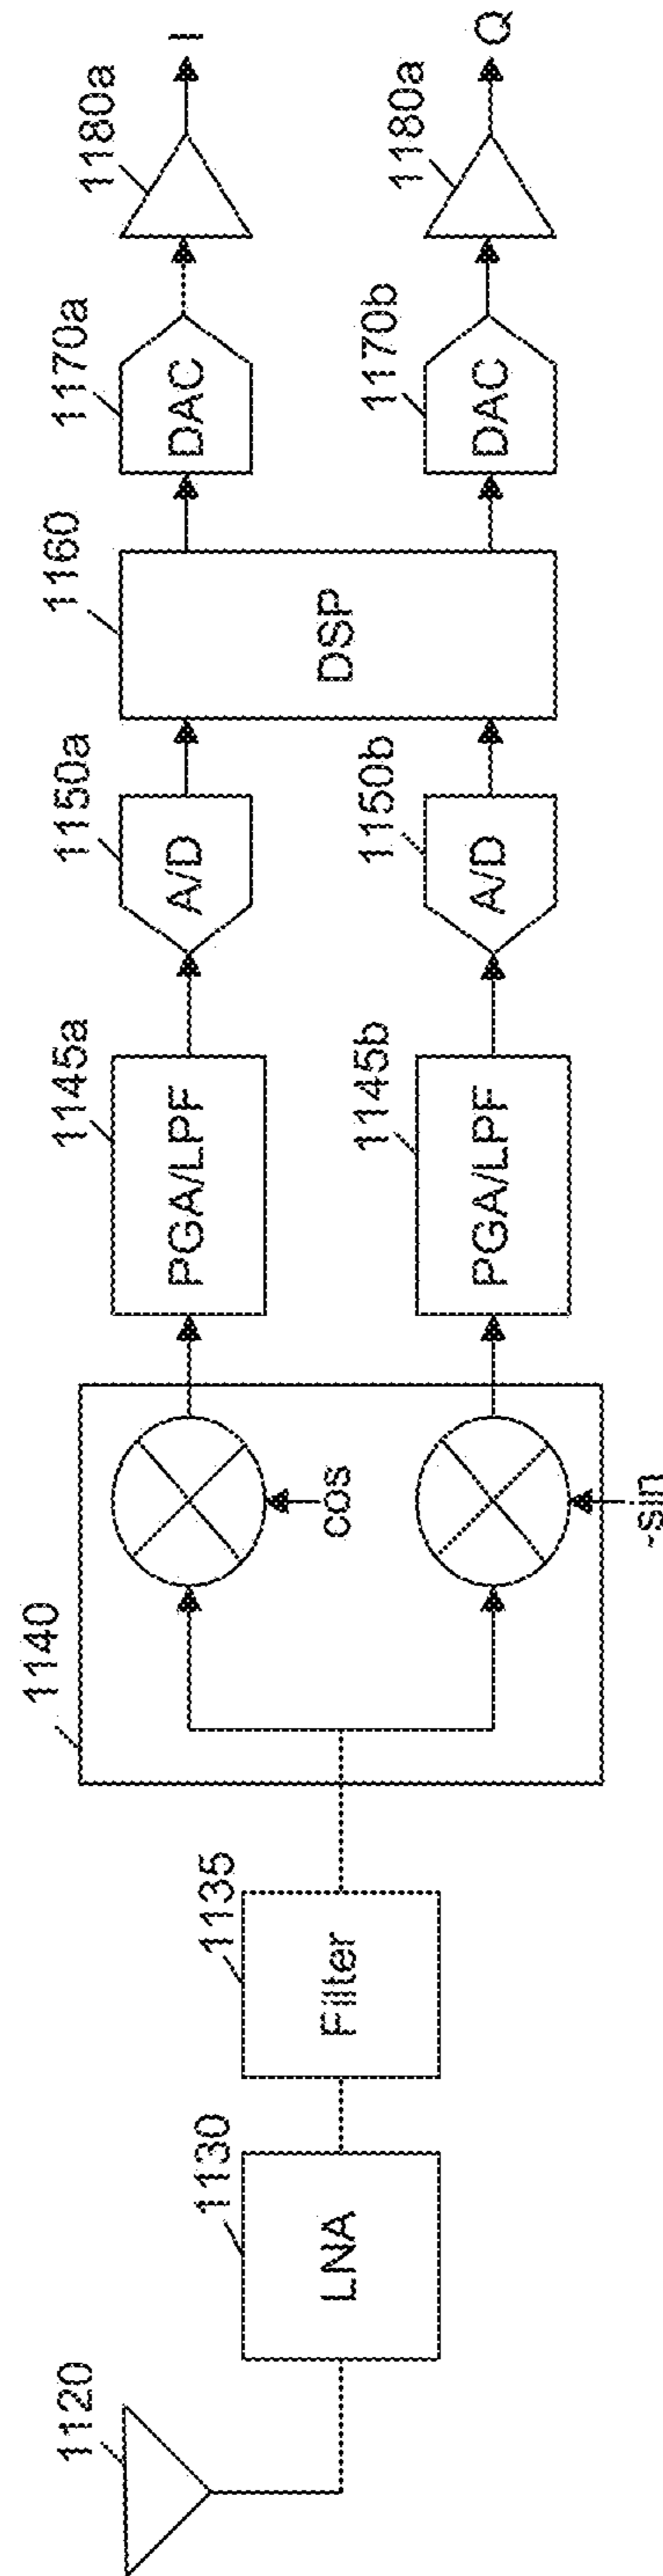 1120
1130
LNA
1135
Filter
1140
cos
-sin
1145a
PGA/LPF
1145b
PGA/LPF
1150a
A/D
1150b
A/D
1160
DSP
1170a
DAC
1170b
DAC
1180a
I
1180a
Q